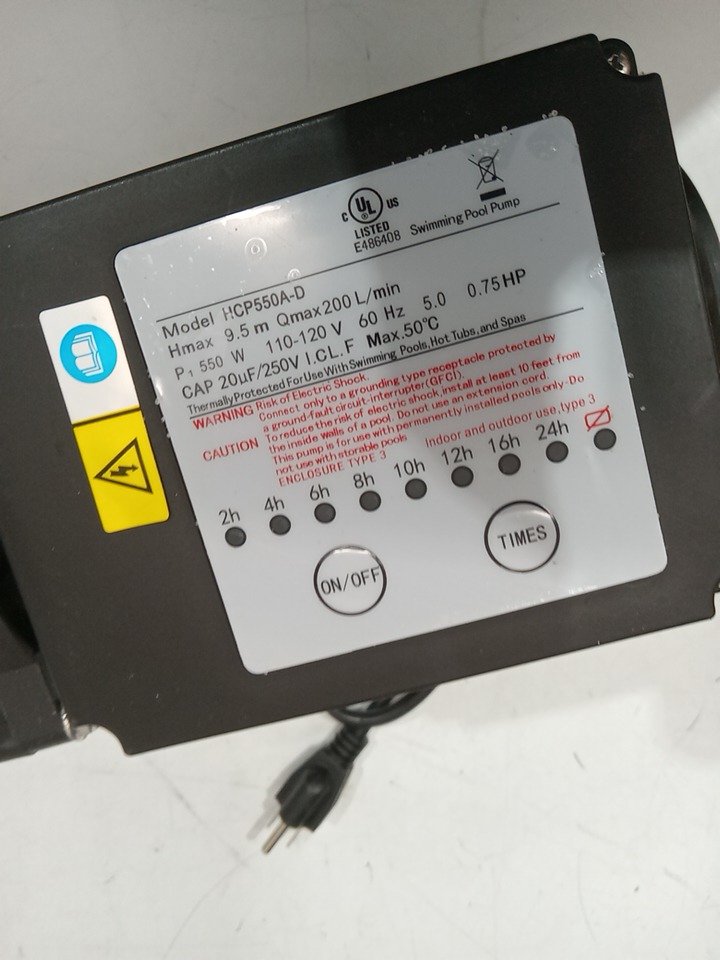 C UL US
LISTED
E486408 Swimming Pool Pump
Model HCP550A-D
Hmax 9.5 m Qmax200 L/min
P1 550 W 110-120 V 60 Hz 5.0 0.75HP
CAP 20uF/250V I.CL.F Max.50℃
Thermally Protected For Use With Swimming Pools, Hot Tubs, and Spas
WARNING Risk of Electric Shock.
Connect only to a grounding type receptacle protected by
a ground-fault circuit-interrupter(GFCI).
CAUTION To reduce the risk of electric shock,install at least 10 feet from
the inside walls of a pool. Do not use an extension cord.
This pump is for use with permanently installed pools only-Do
not use with storable pools Indoor and outdoor use,type 3
ENCLOSURE TYPE 3
2h 4h 6h 8h 10h 12h 16h 24h
ON/OFF TIMES